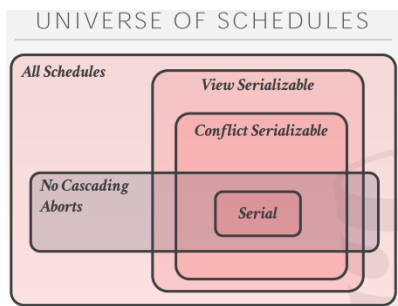 UNIVERSE OF SCHEDULES
All Schedules
View Serializable
Conflict Serializable
No Cascading
Aborts
Serial